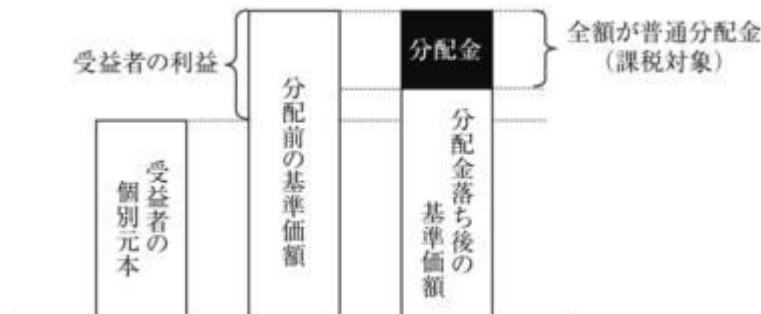 受益者の利益
受益者の
個別元本
分配前の基準価額
分配金
分配金落ち後の
基準価額
全額が普通分配金
（課税対象）